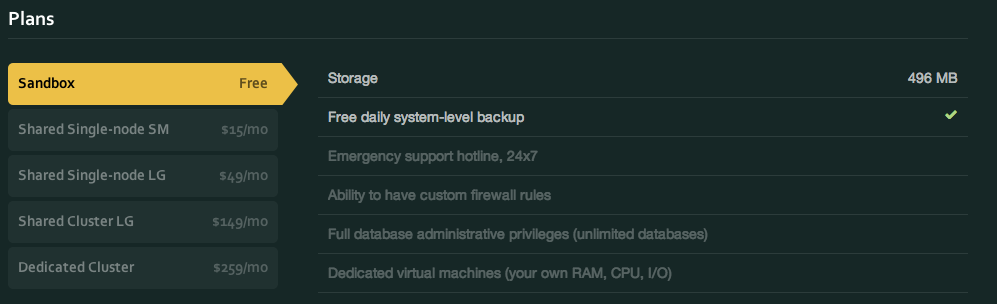 Plans
Sandbox Free
Shared Single-node SM $15/mo
Shared Single-node LG $49/mo
Shared Cluster LG $149/mo
Dedicated Cluster $259/mo
Storage 496 MB
Free daily system-level backup
Emergency support hotline, 24x7
Ability to have custom firewall rules
Full database administrative privileges (unlimited databases)
Dedicated virtual machines (your own RAM, CPU, I/O)